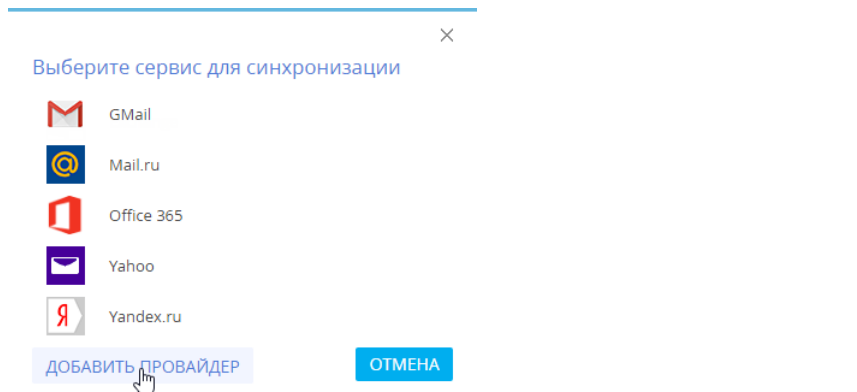 Выберите сервис для синхронизации
GMail
Mail.ru
Office 365
Yahoo
Yandex.ru
ДОБАВИТЬ ПРОВАЙДЕР ОТМЕНА